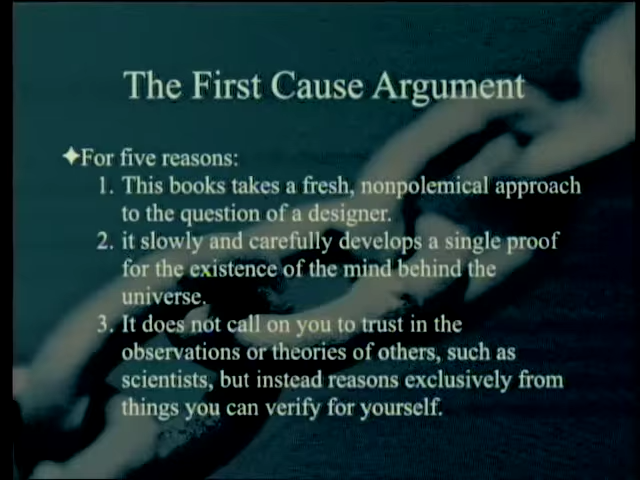 The First Cause Argument
✦For five reasons:
1. This books takes a fresh, nonpolemical approach
to the question of a designer.
2. it slowly and carefully develops a single proof
for the existence of the mind behind the
universe.
3. It does not call on you to trust in the
observations or theories of others, such as
scientists, but instead reasons exclusively from
things you can verify for yourself.